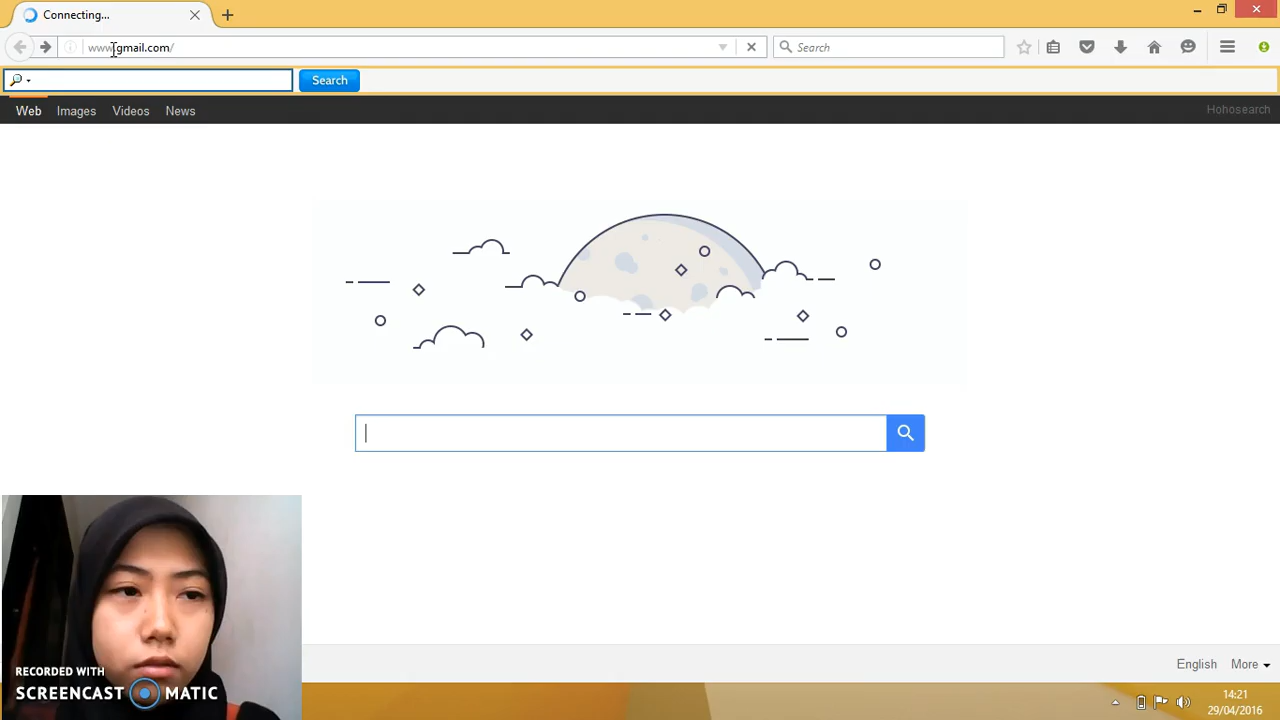 Connecting...
www.gmail.com/
Search
Search
Web Images Videos News
Hohosearch
English More
RECORDED WITH
SCREENCAST MATIC
14:21
29/04/2016